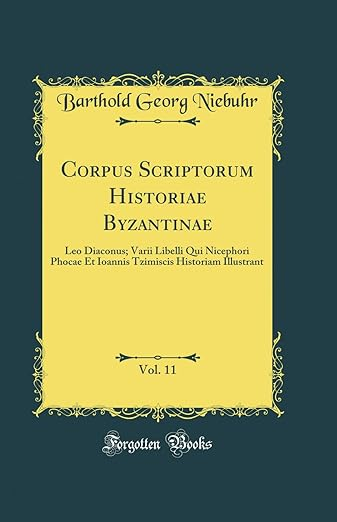 Barthold Georg Niebuhr
Corpus Scriptorum
Historiae
Byzantinae
Leo Diaconus; Varii Libelli Qui Nicephori
Phocae Et Ioannis Tzimiscis Historiam Illustrant
Vol. 11
Forgotten Books